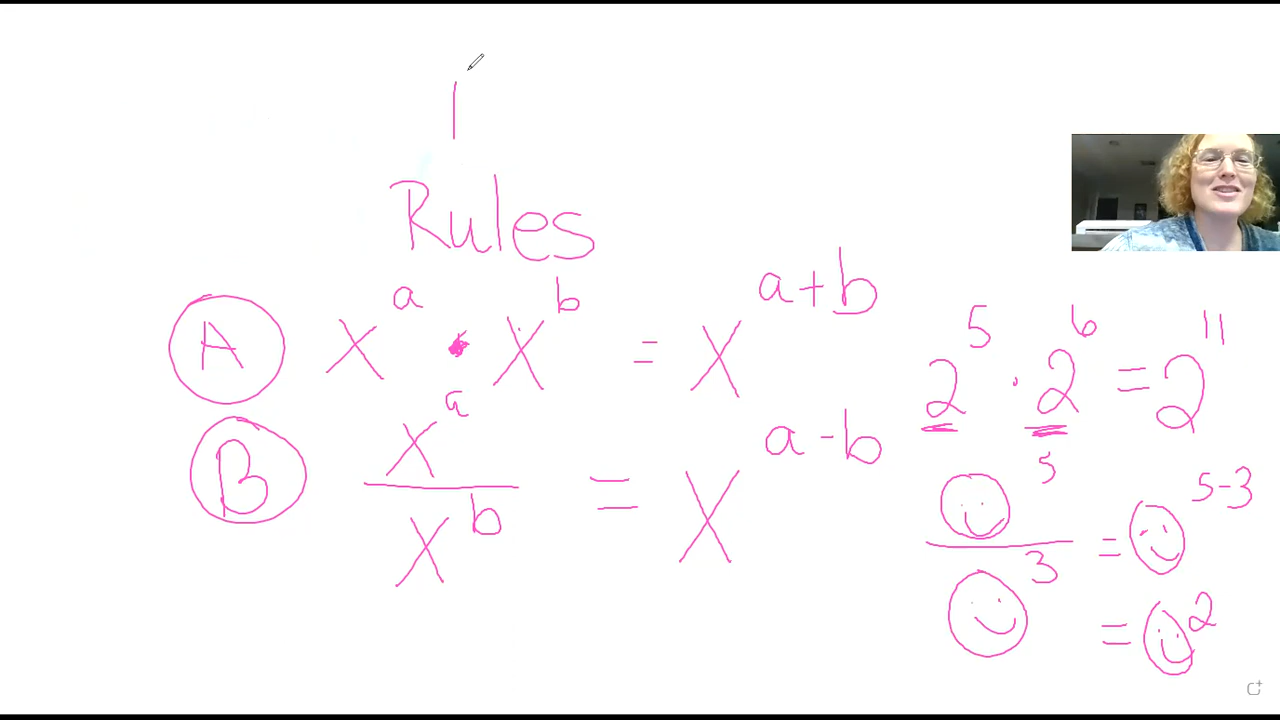 Rules
A x^a · x^b = x^(a+b)
2^5 · 2^6 = 2^11
B x^a / x^b = x^(a-b)
☺^5 / ☺^3 = ☺^(5-3)
= ☺^2